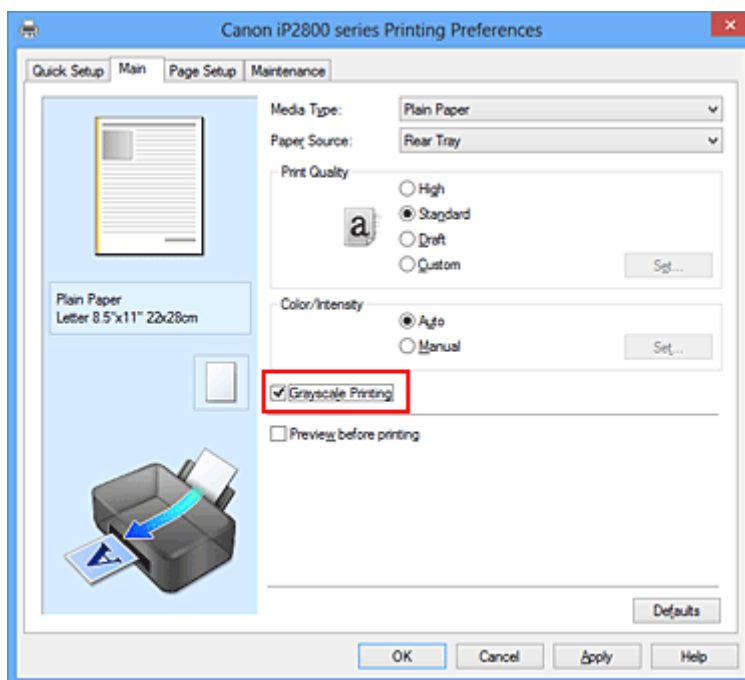 Canon iP2800 series Printing Preferences
Quick Setup Main Page Setup Maintenance
Media Type: Plain Paper
Paper Source: Rear Tray
Print Quality
High
a Standard
Draft
Custom Set...
Plain Paper
Letter 8.5"x11" 22x28cm
Color/Intensity
Auto
Manual Set...
Grayscale Printing
Preview before printing
A
Defaults
OK Cancel Apply Help